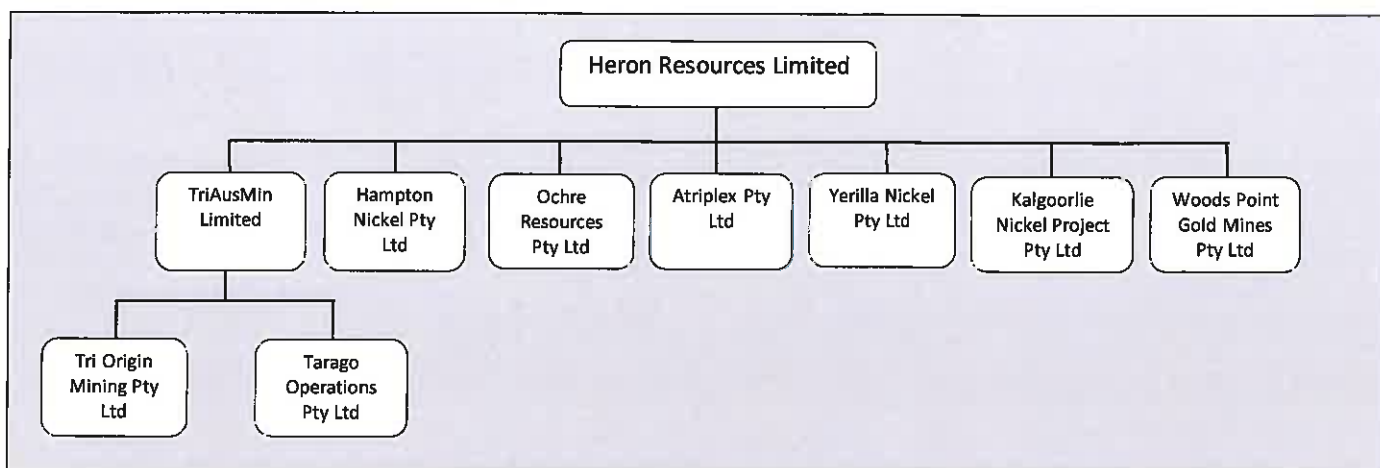 Heron Resources Limited
TriAusMin
Limited
Hampton
Nickel Pty
Ltd
Ochre
Resources
Pty Ltd
Atriplex Pty
Ltd
Yerilla Nickel
Pty Ltd
Kalgoorlie
Nickel Project
Pty Ltd
Woods Point
Gold Mines
Pty Ltd
Tri Origin
Mining Pty
Ltd
Tarago
Operations
Pty Ltd